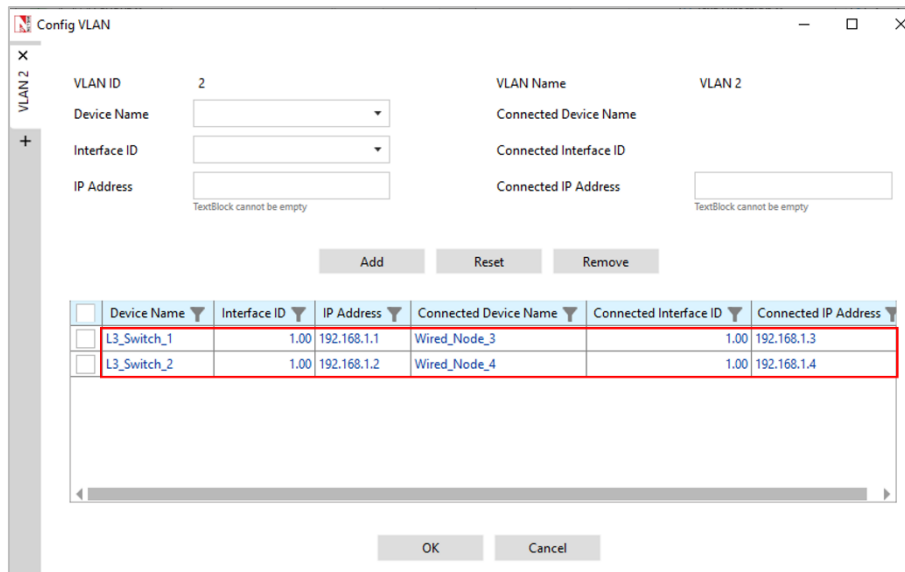 Config VLAN
VLAN 2
VLAN ID 2 VLAN Name VLAN 2
Device Name Connected Device Name
Interface ID Connected Interface ID
IP Address Connected IP Address
TextBlock cannot be empty TextBlock cannot be empty
Add Reset Remove
Device Name Interface ID IP Address Connected Device Name Connected Interface ID Connected IP Address
L3_Switch_1 1.00 192.168.1.1 Wired_Node_3 1.00 192.168.1.3
L3_Switch_2 1.00 192.168.1.2 Wired_Node_4 1.00 192.168.1.4
OK Cancel